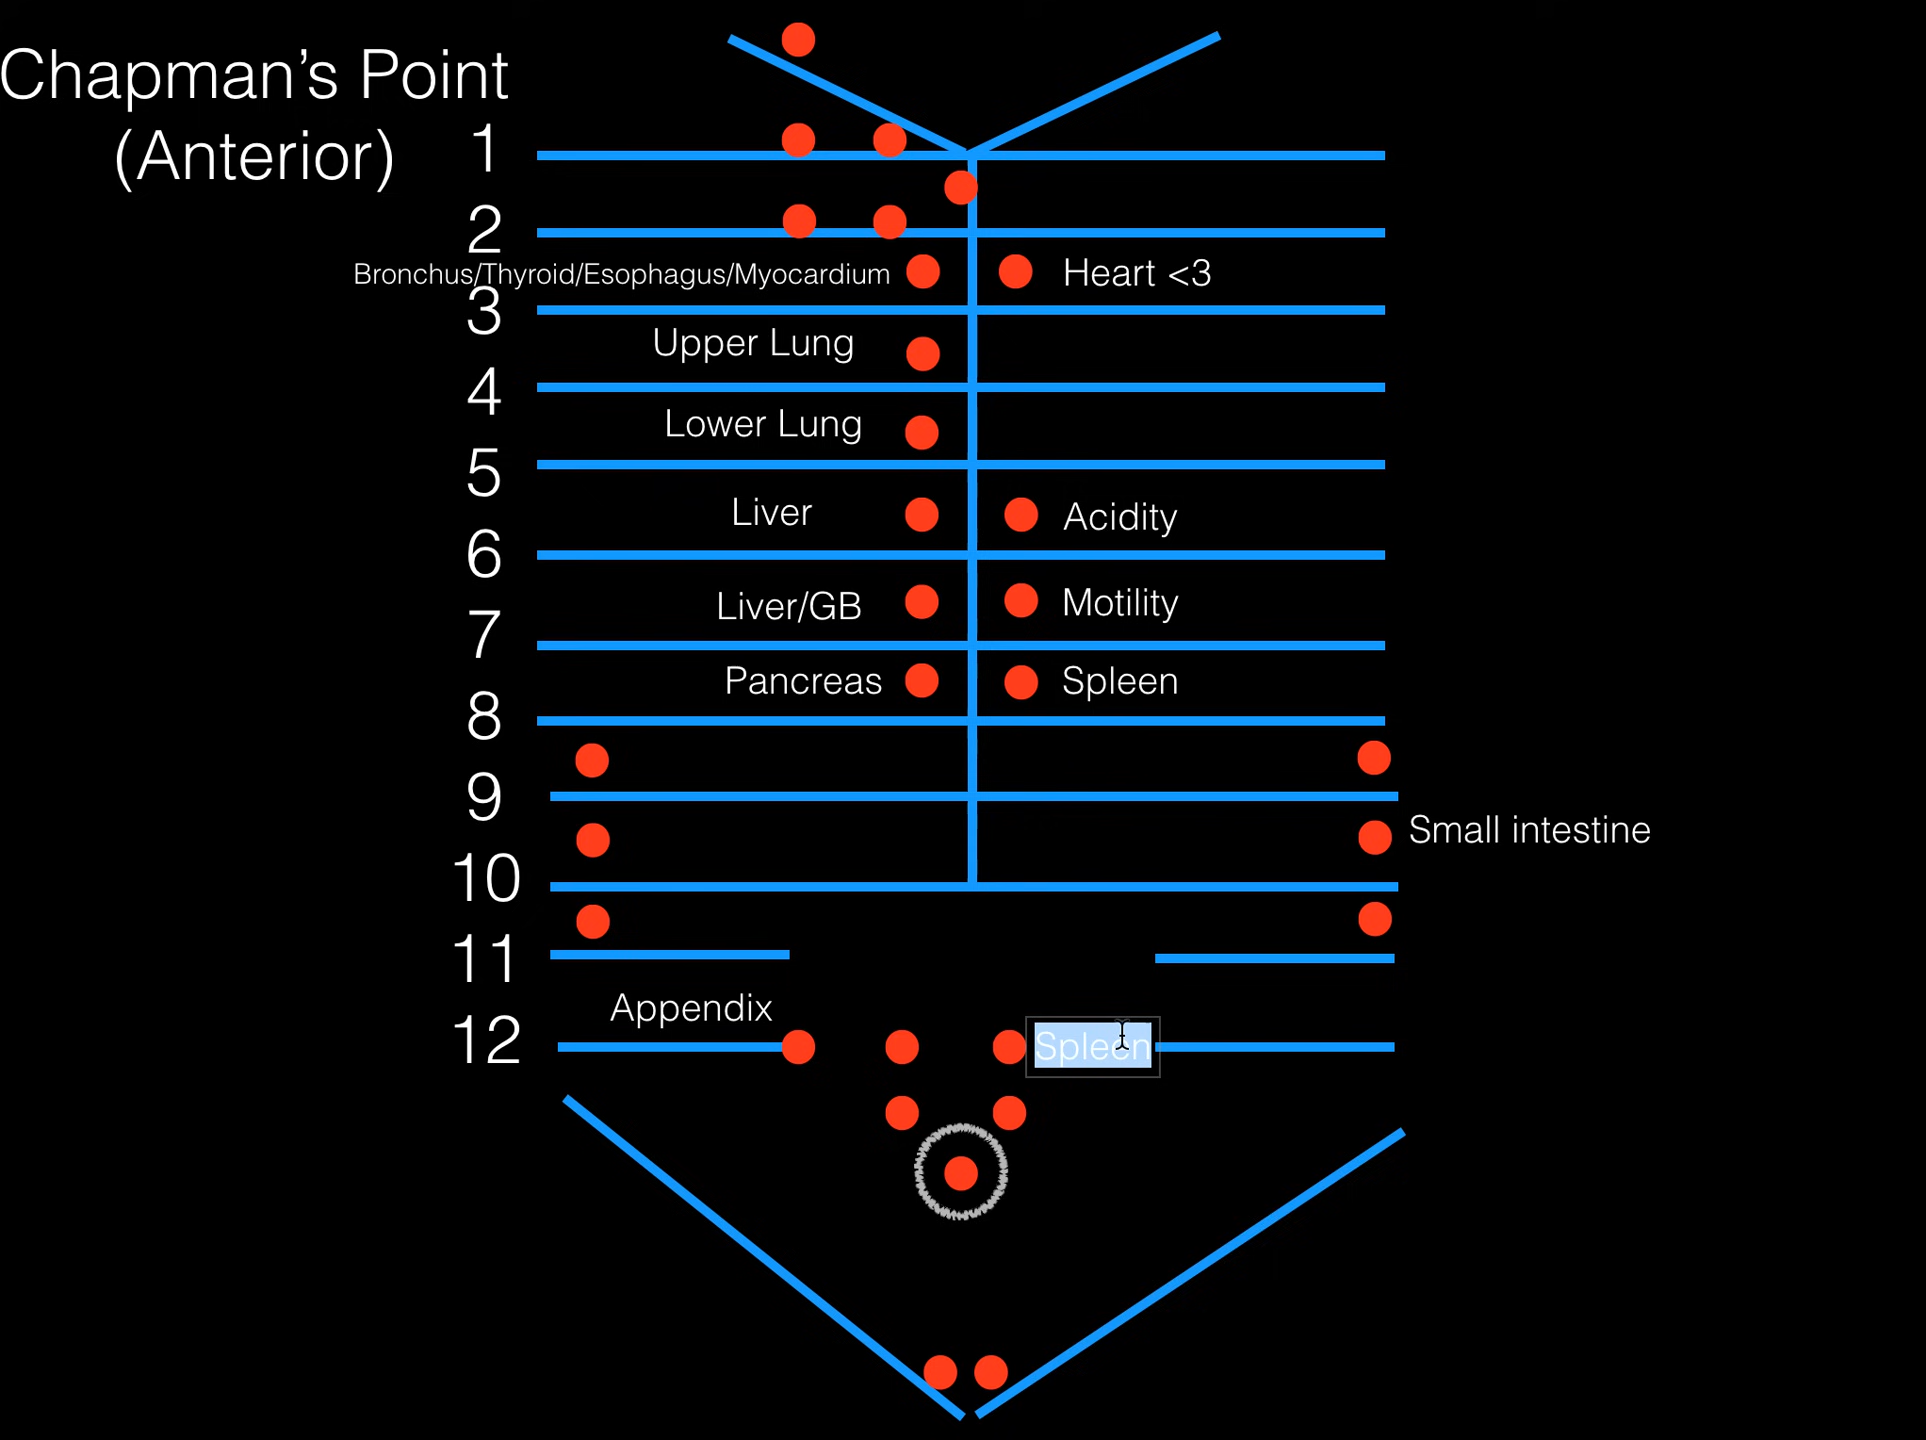 Chapman's Point
(Anterior)
1
2
Bronchus/Thyroid/Esophagus/Myocardium
Heart <3
3
Upper Lung
4
Lower Lung
5
Liver
Acidity
6
Liver/GB
Motility
7
Pancreas
Spleen
8
9
Small intestine
10
11
Appendix
12
Spleen